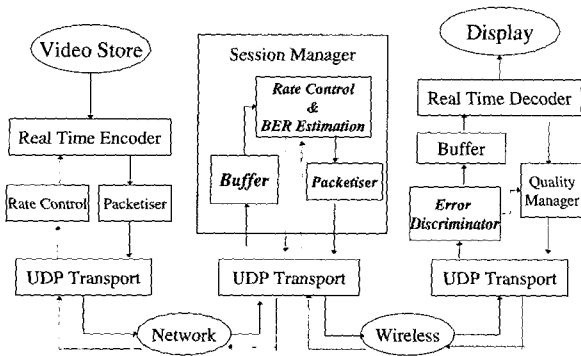 Video Store
Real Time Encoder
Rate Control
Packetiser
UDP Transport
Network
Session Manager
Rate Control
&
BER Estimation
Buffer
Packetiser
UDP Transport
Wireless
Display
Real Time Decoder
Buffer
Error
Discriminator
Quality
Manager
UDP Transport